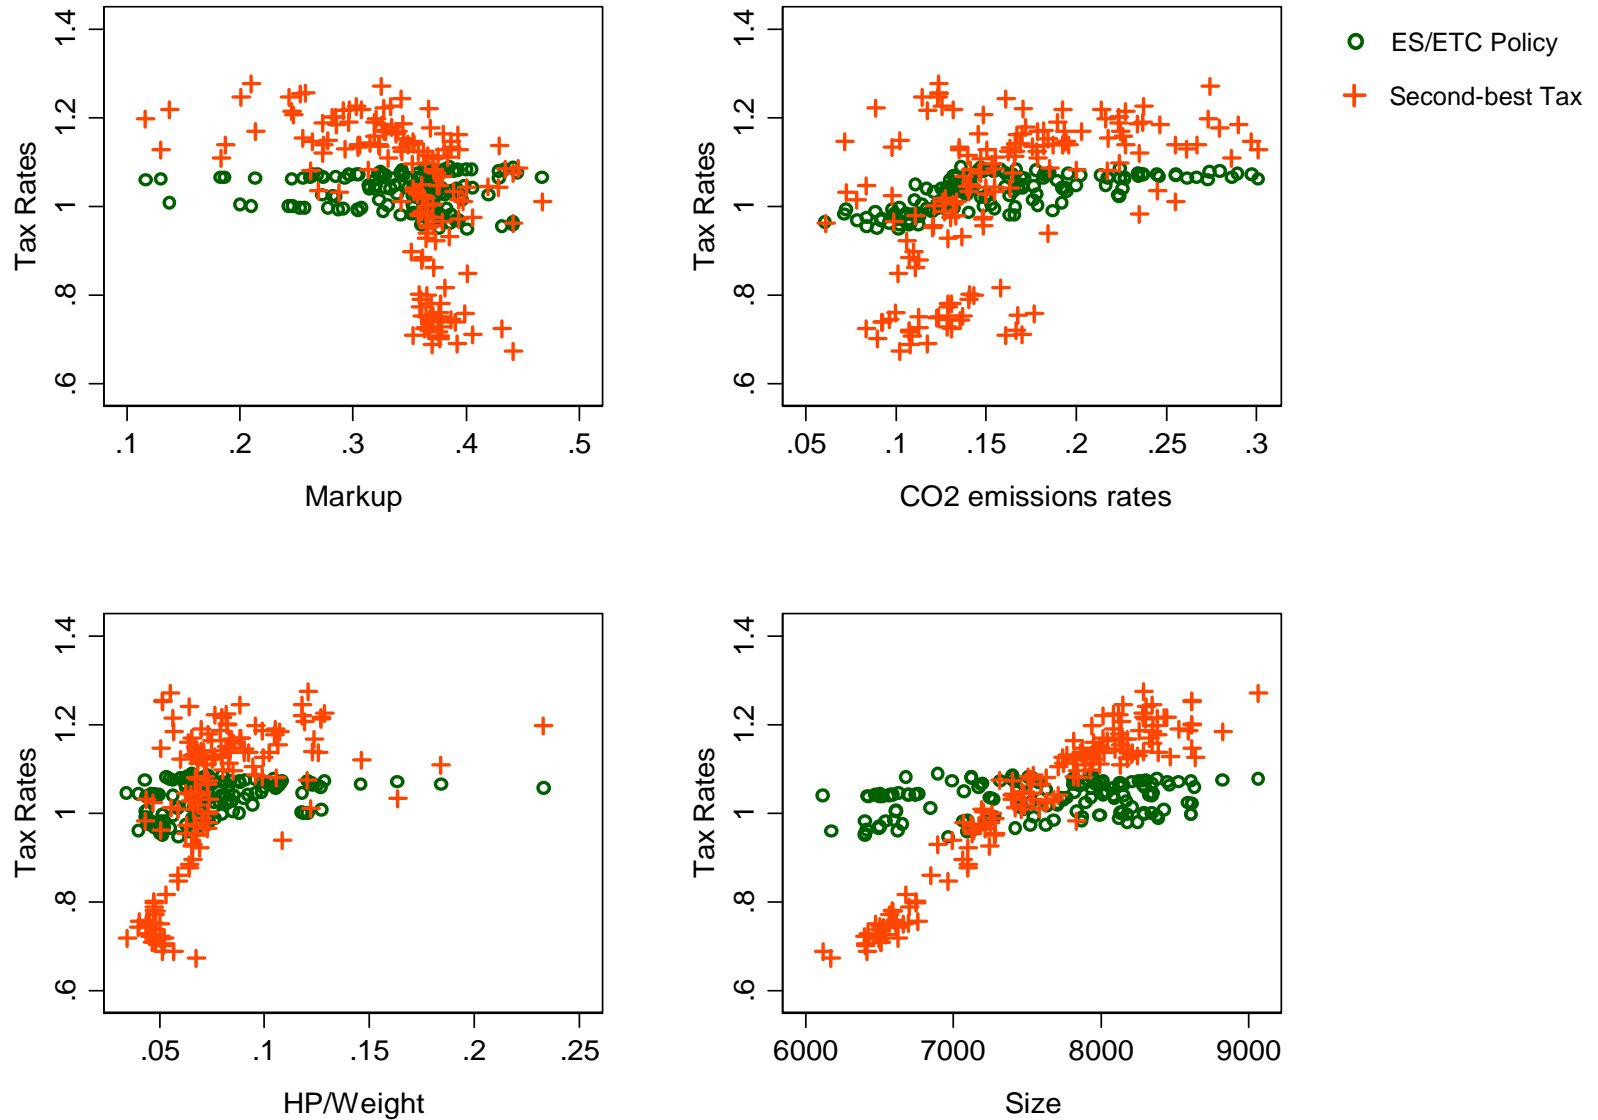 1.4
1.2
1
.8
.6
Tax Rates
.1 .2 .3 .4 .5
Markup
1.4
1.2
1
.8
.6
Tax Rates
.05 .1 .15 .2 .25 .3
CO2 emissions rates
ES/ETC Policy
Second-best Tax
1.4
1.2
1
.8
.6
Tax Rates
.05 .1 .15 .2 .25
HP/Weight
1.4
1.2
1
.8
.6
Tax Rates
6000 7000 8000 9000
Size